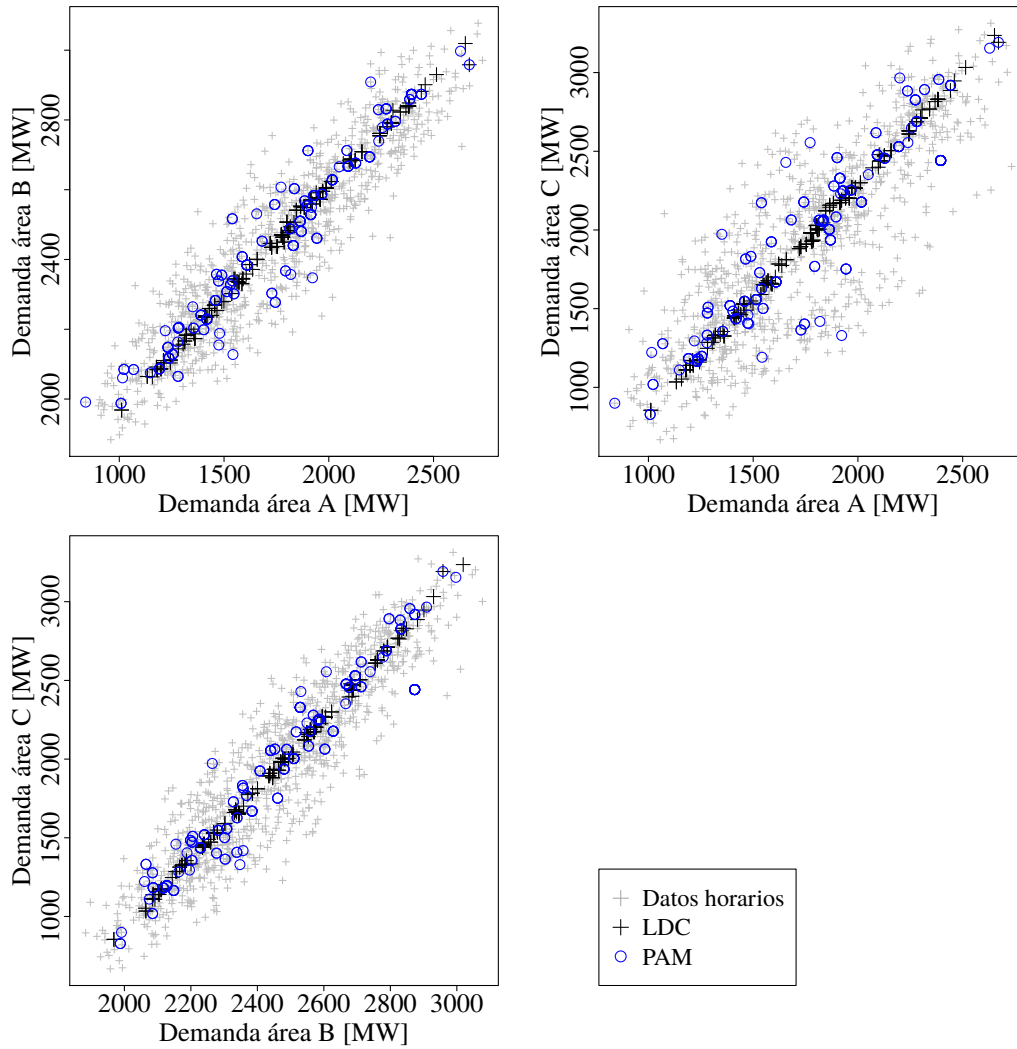 2800
2400
2000
Demanda área B [MW]
1000 1500 2000 2500
Demanda área A [MW]
3000
2500
2000
1500
1000
Demanda área C [MW]
1000 1500 2000 2500
Demanda área A [MW]
3000
2500
2000
1500
1000
Demanda área C [MW]
2000 2200 2400 2600 2800 3000
Demanda área B [MW]
Datos horarios
LDC
PAM